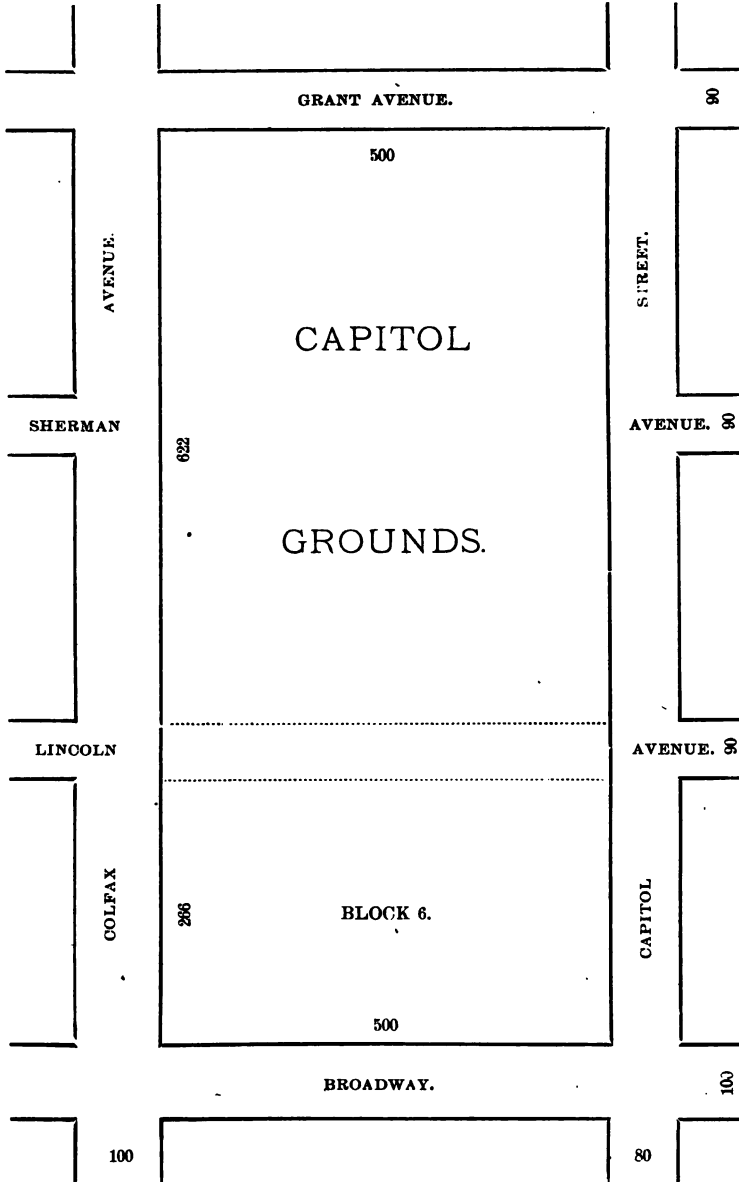 GRANT AVENUE.
90
500
AVENUE.
STREET.
CAPITOL
SHERMAN
AVENUE. 90
622
GROUNDS.
LINCOLN
AVENUE. 90
COLFAX
266
BLOCK 6.
CAPITOL
500
BROADWAY.
100
100
80